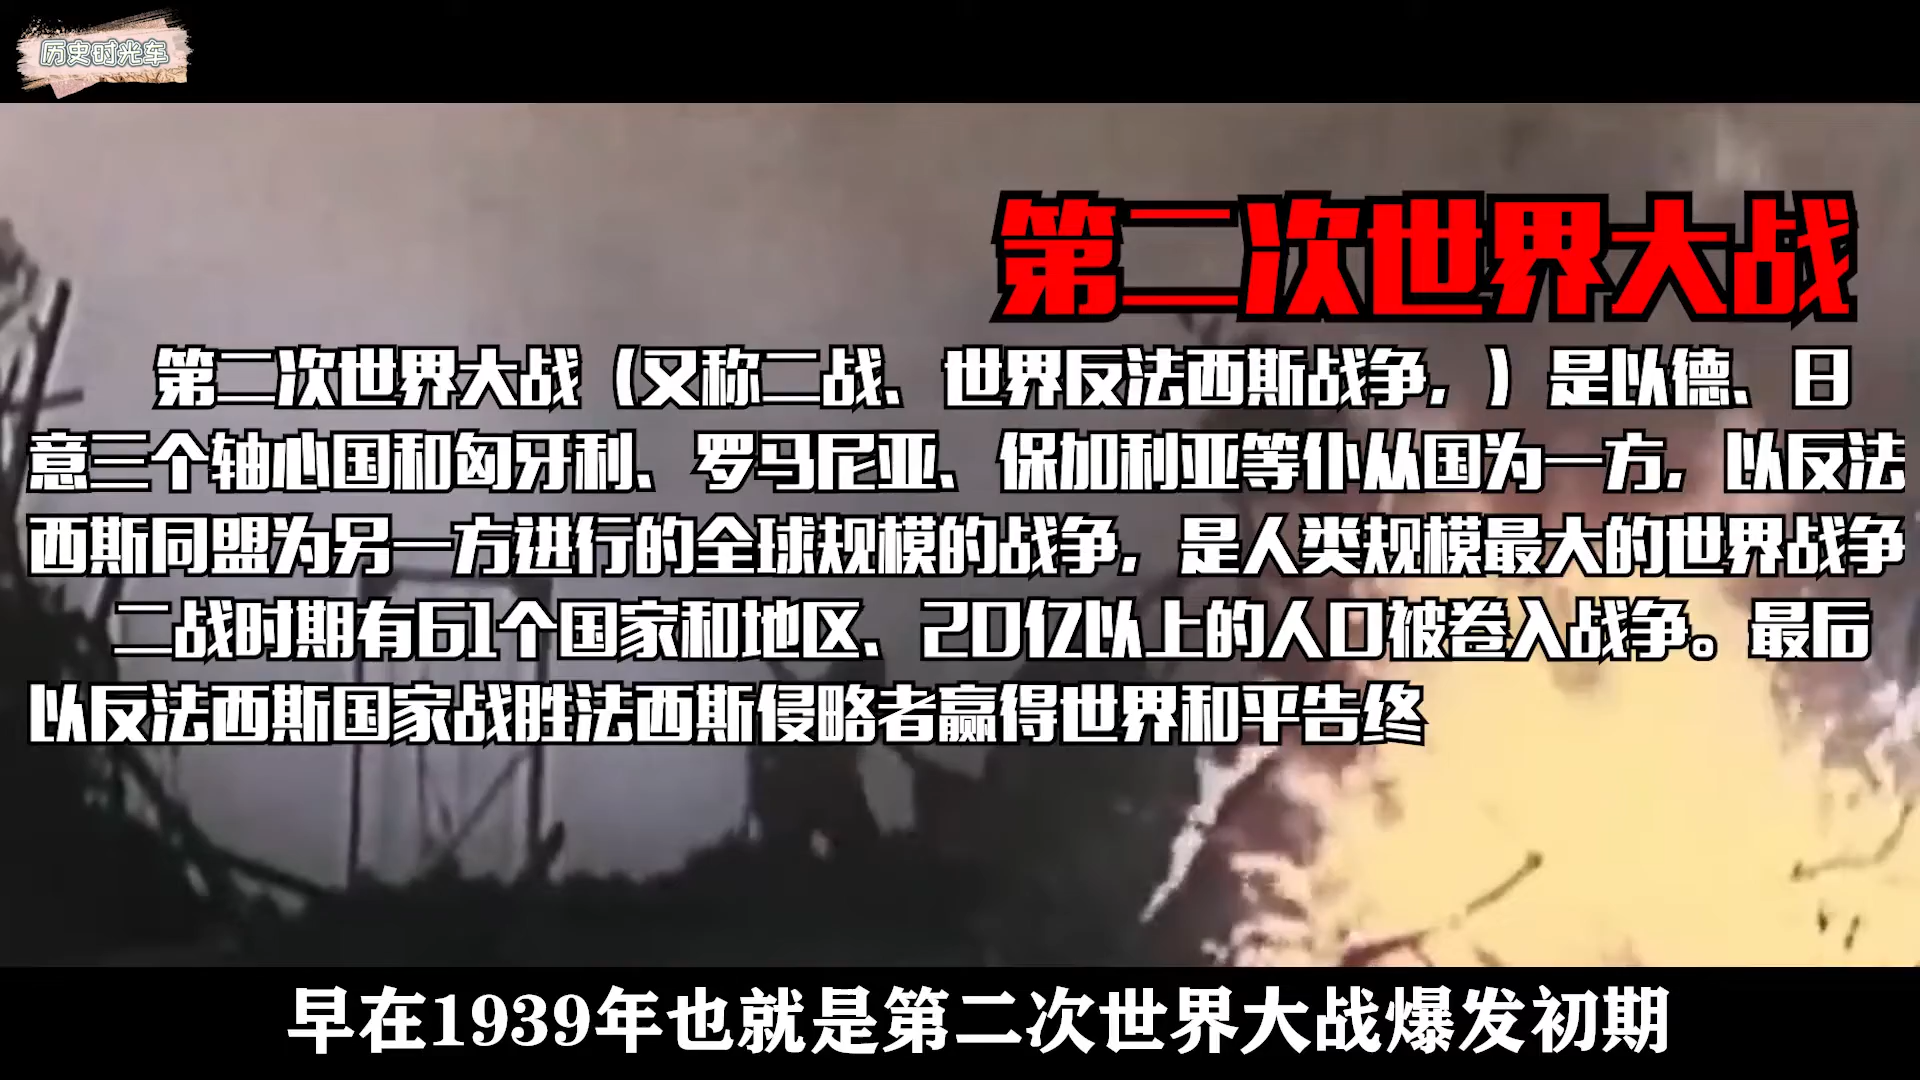 历史时光车
第二次世界大战
第二次世界大战（又称二战、世界反法西斯战争，）是以德、日
意三个轴心国和匈牙利、罗马尼亚、保加利亚等仆从国为一方，以反法
西斯同盟为另一方进行的全球规模的战争，是人类规模最大的世界战争
二战时期有61个国家和地区、20亿以上的人口被卷入战争。最后
以反法西斯国家战胜法西斯侵略者赢得世界和平告终
早在1939年也就是第二次世界大战爆发初期